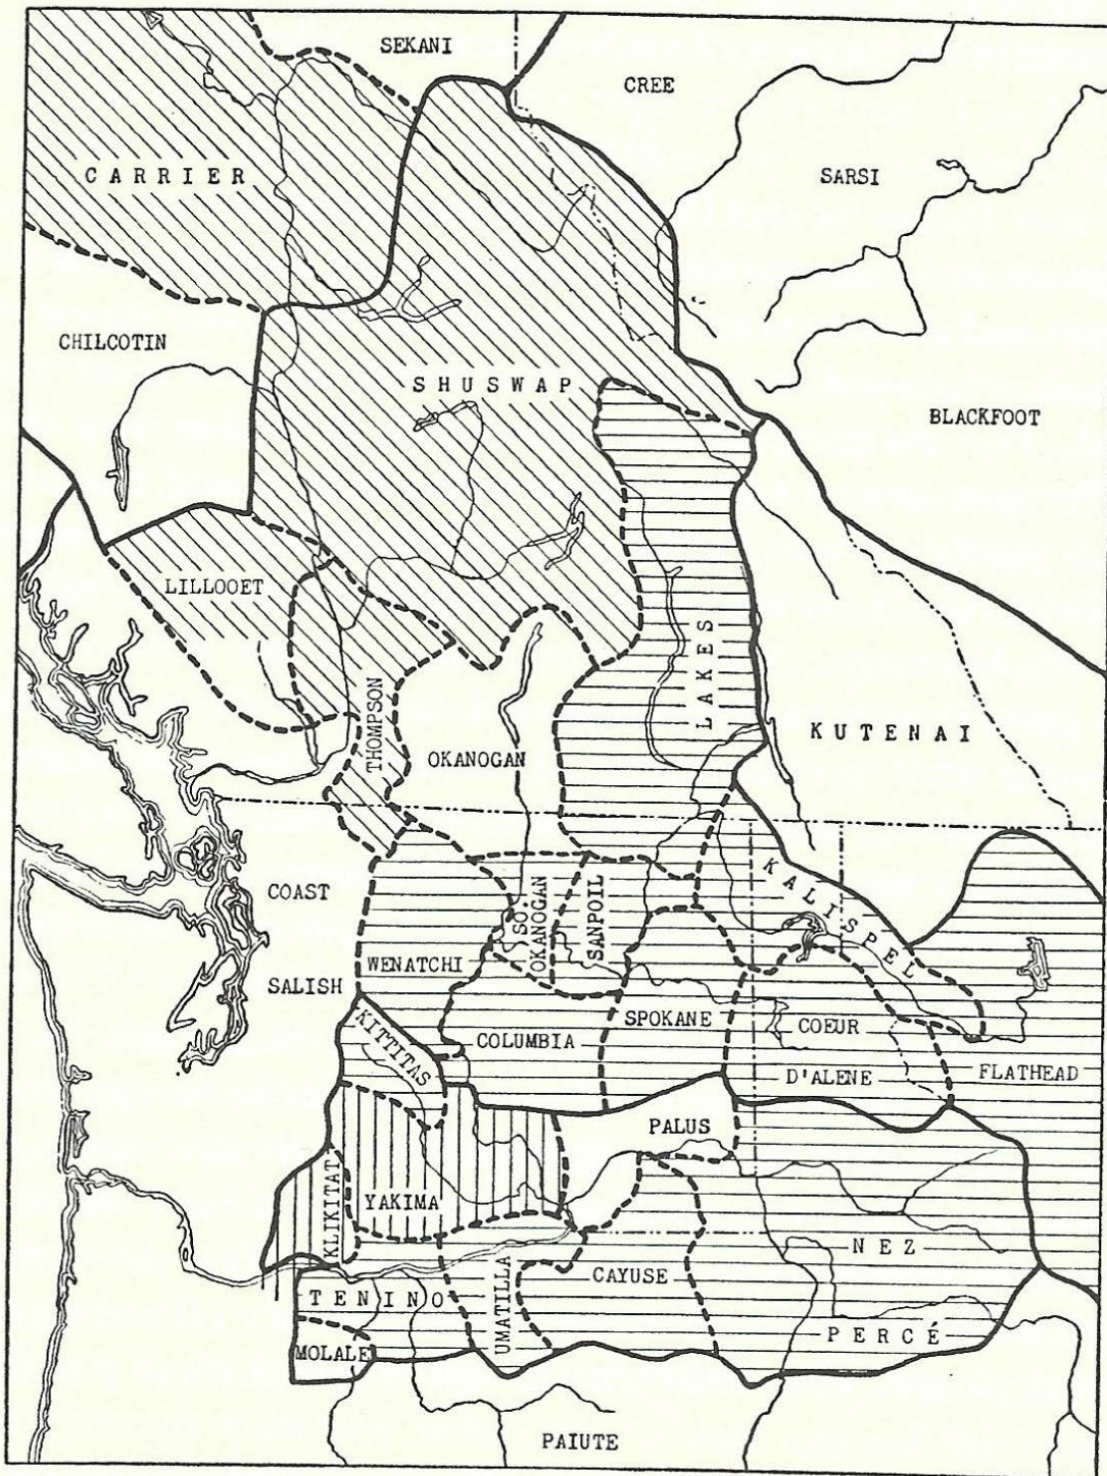 SEKANI
CREE
CARRIER
SARSI
CHILCOTIN
SHUSWAP
BLACKFOOT
LILLOOET
LAKES
THOMPSON
OKANOGAN
KUTENAI
KALISPEL
COAST
SALISH
SO.
OKANOGAN
SANPOIL
WENATCHI
KITTITAS
COLUMBIA
SPOKANE
COEUR
D'ALENE
FLATHEAD
PALUS
KLIKITAT
YAKIMA
NEZ
PERCÉ
CAYUSE
UMATILLA
TENINO
MOLALE
PAIUTE